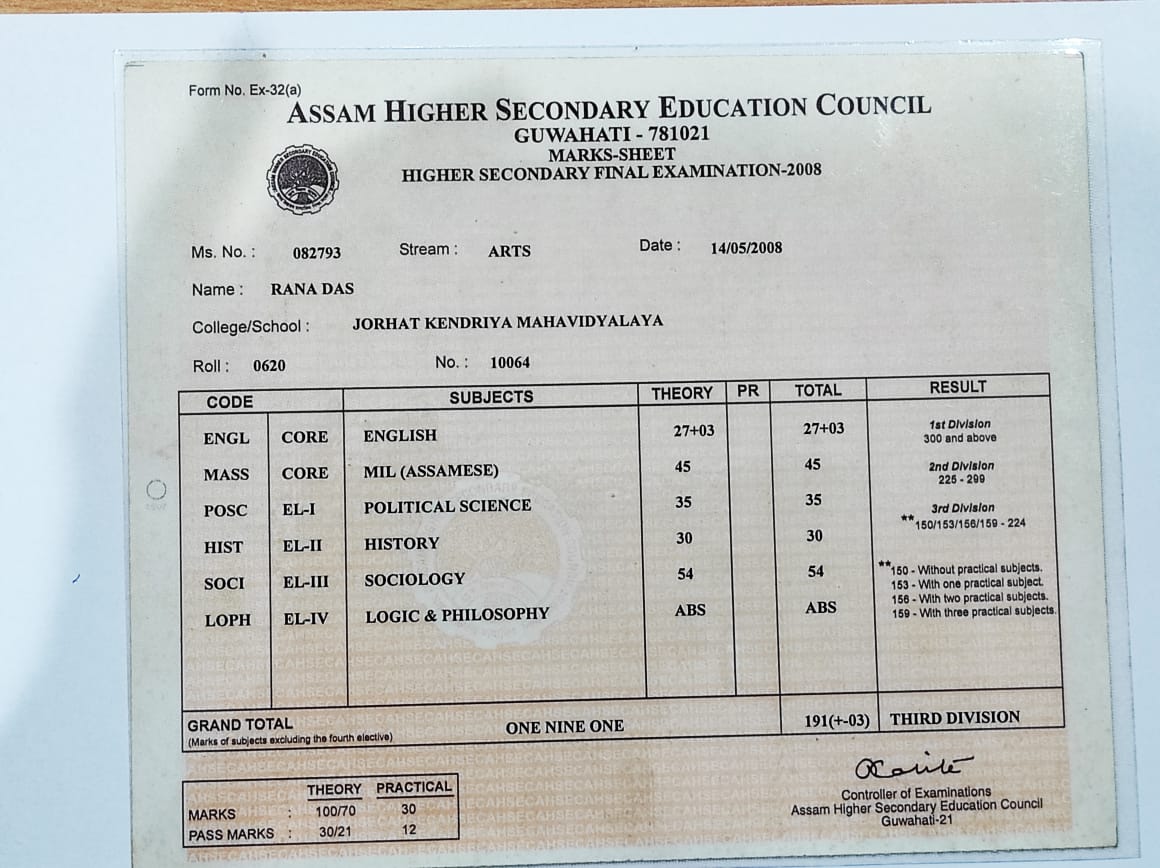 Form No. Ex-32(a)
ASSAM HIGHER SECONDARY EDUCATION COUNCIL
GUWAHATI - 781021
MARKS-SHEET
HIGHER SECONDARY FINAL EXAMINATION-2008
Ms. No. : 082793 Stream : ARTS Date : 14/05/2008
Name : RANA DAS
College/School : JORHAT KENDRIYA MAHAVIDYALAYA
Roll : 0620 No. : 10064
CODE SUBJECTS THEORY PR TOTAL RESULT
ENGL CORE ENGLISH 27+03 27+03 1st Division
300 and above
MASS CORE MIL (ASSAMESE) 45 45 2nd Division
225 - 299
POSC EL-I POLITICAL SCIENCE 35 35 3rd Division
**150/153/156/159 - 224
HIST EL-II HISTORY 30 30
**150 - Without practical subjects.
SOCI EL-III SOCIOLOGY 54 54 153 - With one practical subject.
156 - With two practical subjects.
LOPH EL-IV LOGIC & PHILOSOPHY ABS ABS 159 - With three practical subjects.
GRAND TOTAL ONE NINE ONE 191(+-03) THIRD DIVISION
(Marks of subjects excluding the fourth elective)
THEORY PRACTICAL
MARKS : 100/70 30
PASS MARKS : 30/21 12
Controller of Examinations
Assam Higher Secondary Education Council
Guwahati-21